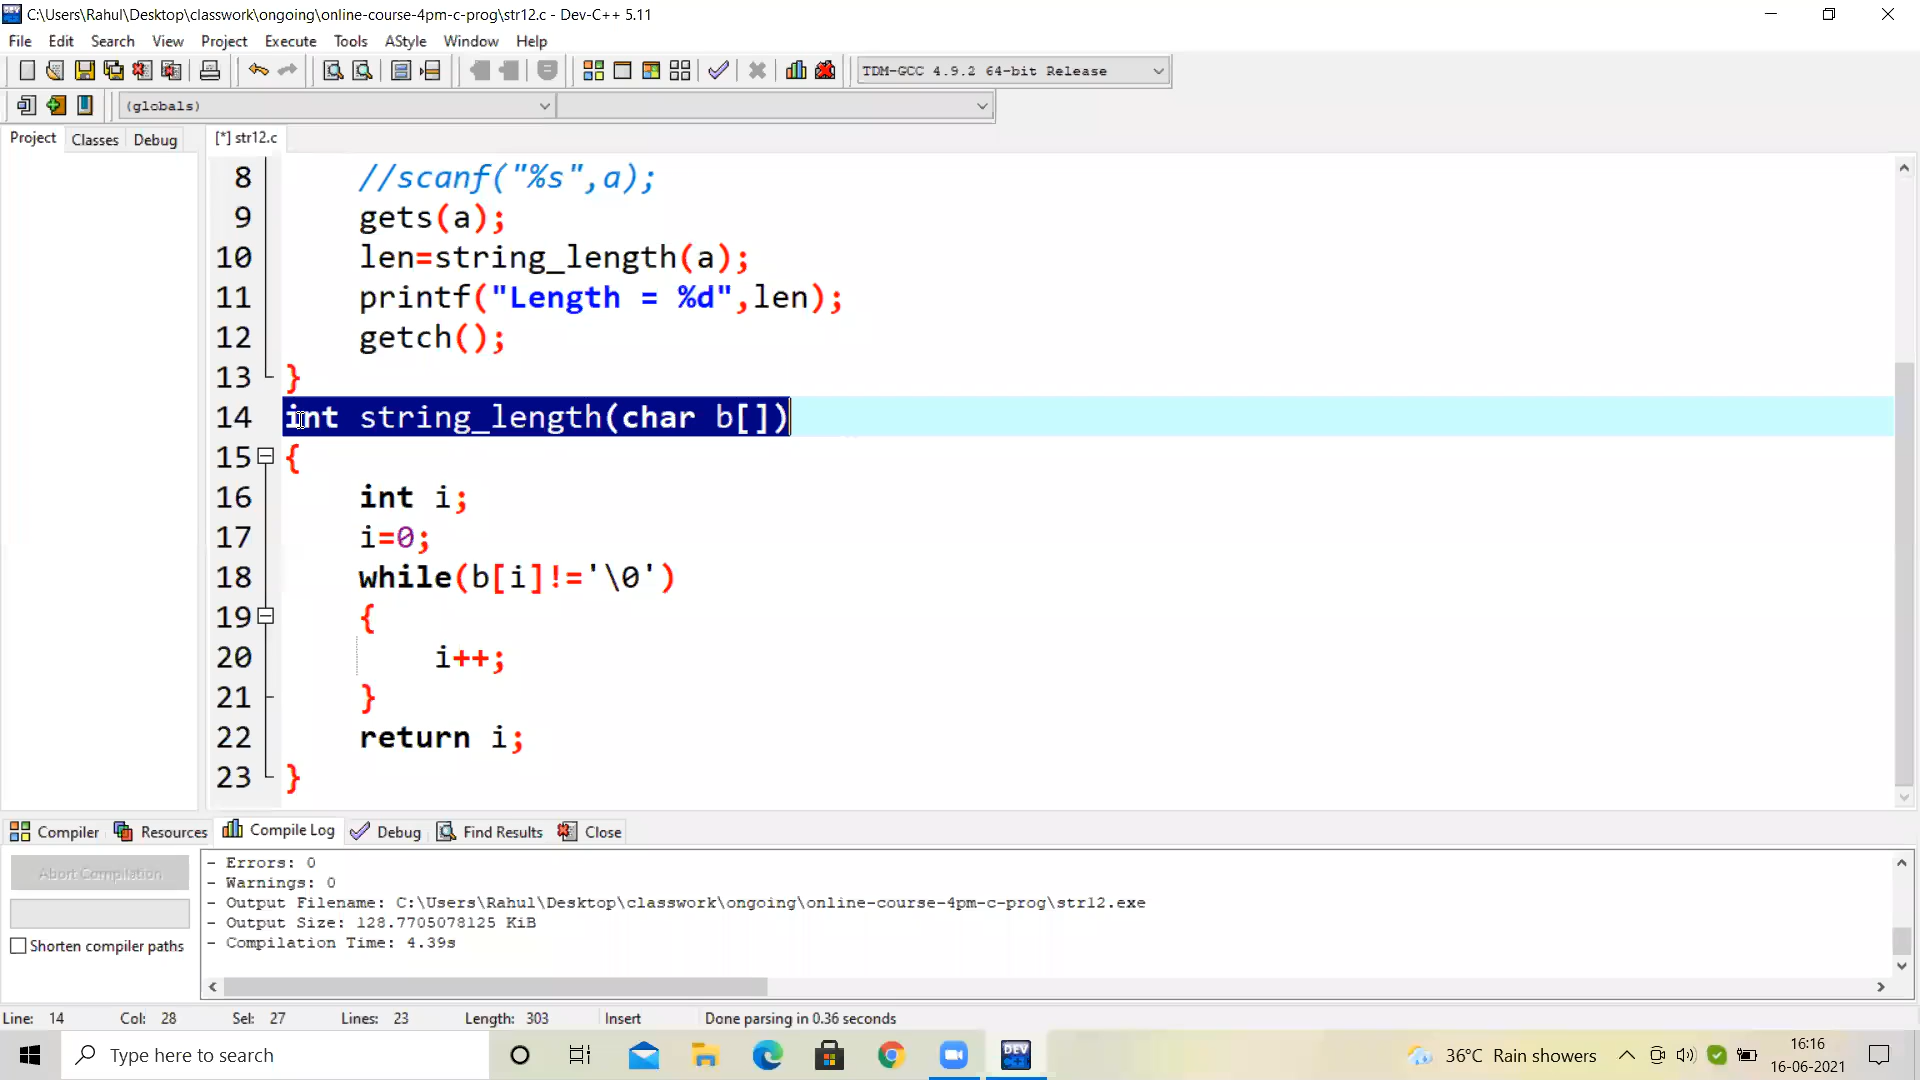 C:\Users\Rahul\Desktop\classwork\ongoing\online-course-4pm-c-prog\str12.c - Dev-C++ 5.11
File Edit Search View Project Execute Tools AStyle Window Help
TDM-GCC 4.9.2 64-bit Release
(globals)
Project Classes Debug [*] str12.c
8 //scanf("%s",a);
9 gets(a);
10 len=string_length(a);
11 printf("Length = %d",len);
12 getch();
13 }
14 int string_length(char b[])
15 {
16 int i;
17 i=0;
18 while(b[i]!='\0')
19 {
20 i++;
21 }
22 return i;
23 }
Compiler Resources Compile Log Debug Find Results Close
Abort Compilation
Shorten compiler paths
- Errors: 0
- Warnings: 0
- Output Filename: C:\Users\Rahul\Desktop\classwork\ongoing\online-course-4pm-c-prog\str12.exe
- Output Size: 128.7705078125 KiB
- Compilation Time: 4.39s
Line: 14 Col: 28 Sel: 27 Lines: 23 Length: 303 Insert Done parsing in 0.36 seconds
Type here to search
DEV
36°C Rain showers
16:16
16-06-2021